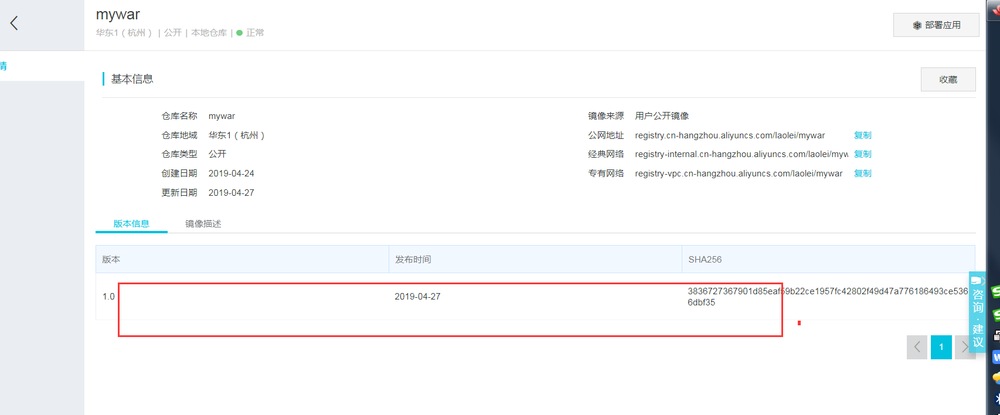 mywar
华东1（杭州） | 公开 | 本地仓库 | 正常
部署应用
情
基本信息
收藏
仓库名称 mywar
仓库地域 华东1（杭州）
仓库类型 公开
创建日期 2019-04-24
更新日期 2019-04-27
镜像来源 用户公开镜像
公网地址 registry.cn-hangzhou.aliyuncs.com/laolei/mywar 复制
经典网络 registry-internal.cn-hangzhou.aliyuncs.com/laolei/myw 复制
专有网络 registry-vpc.cn-hangzhou.aliyuncs.com/laolei/mywar 复制
版本信息 镜像描述
版本 发布时间 SHA256
1.0 2019-04-27 3836727367901d85eaf59b22ce1957fc42802f49d47a776186493ce536
6dbf35
1
咨询·建议